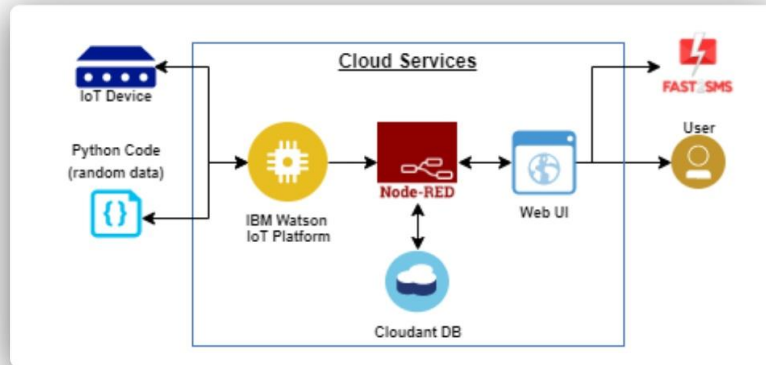 Cloud Services
IoT Device
Python Code
(random data)
{}
IBM Watson
IoT Platform
Node-RED
Cloudant DB
Web UI
FAST2SMS
User